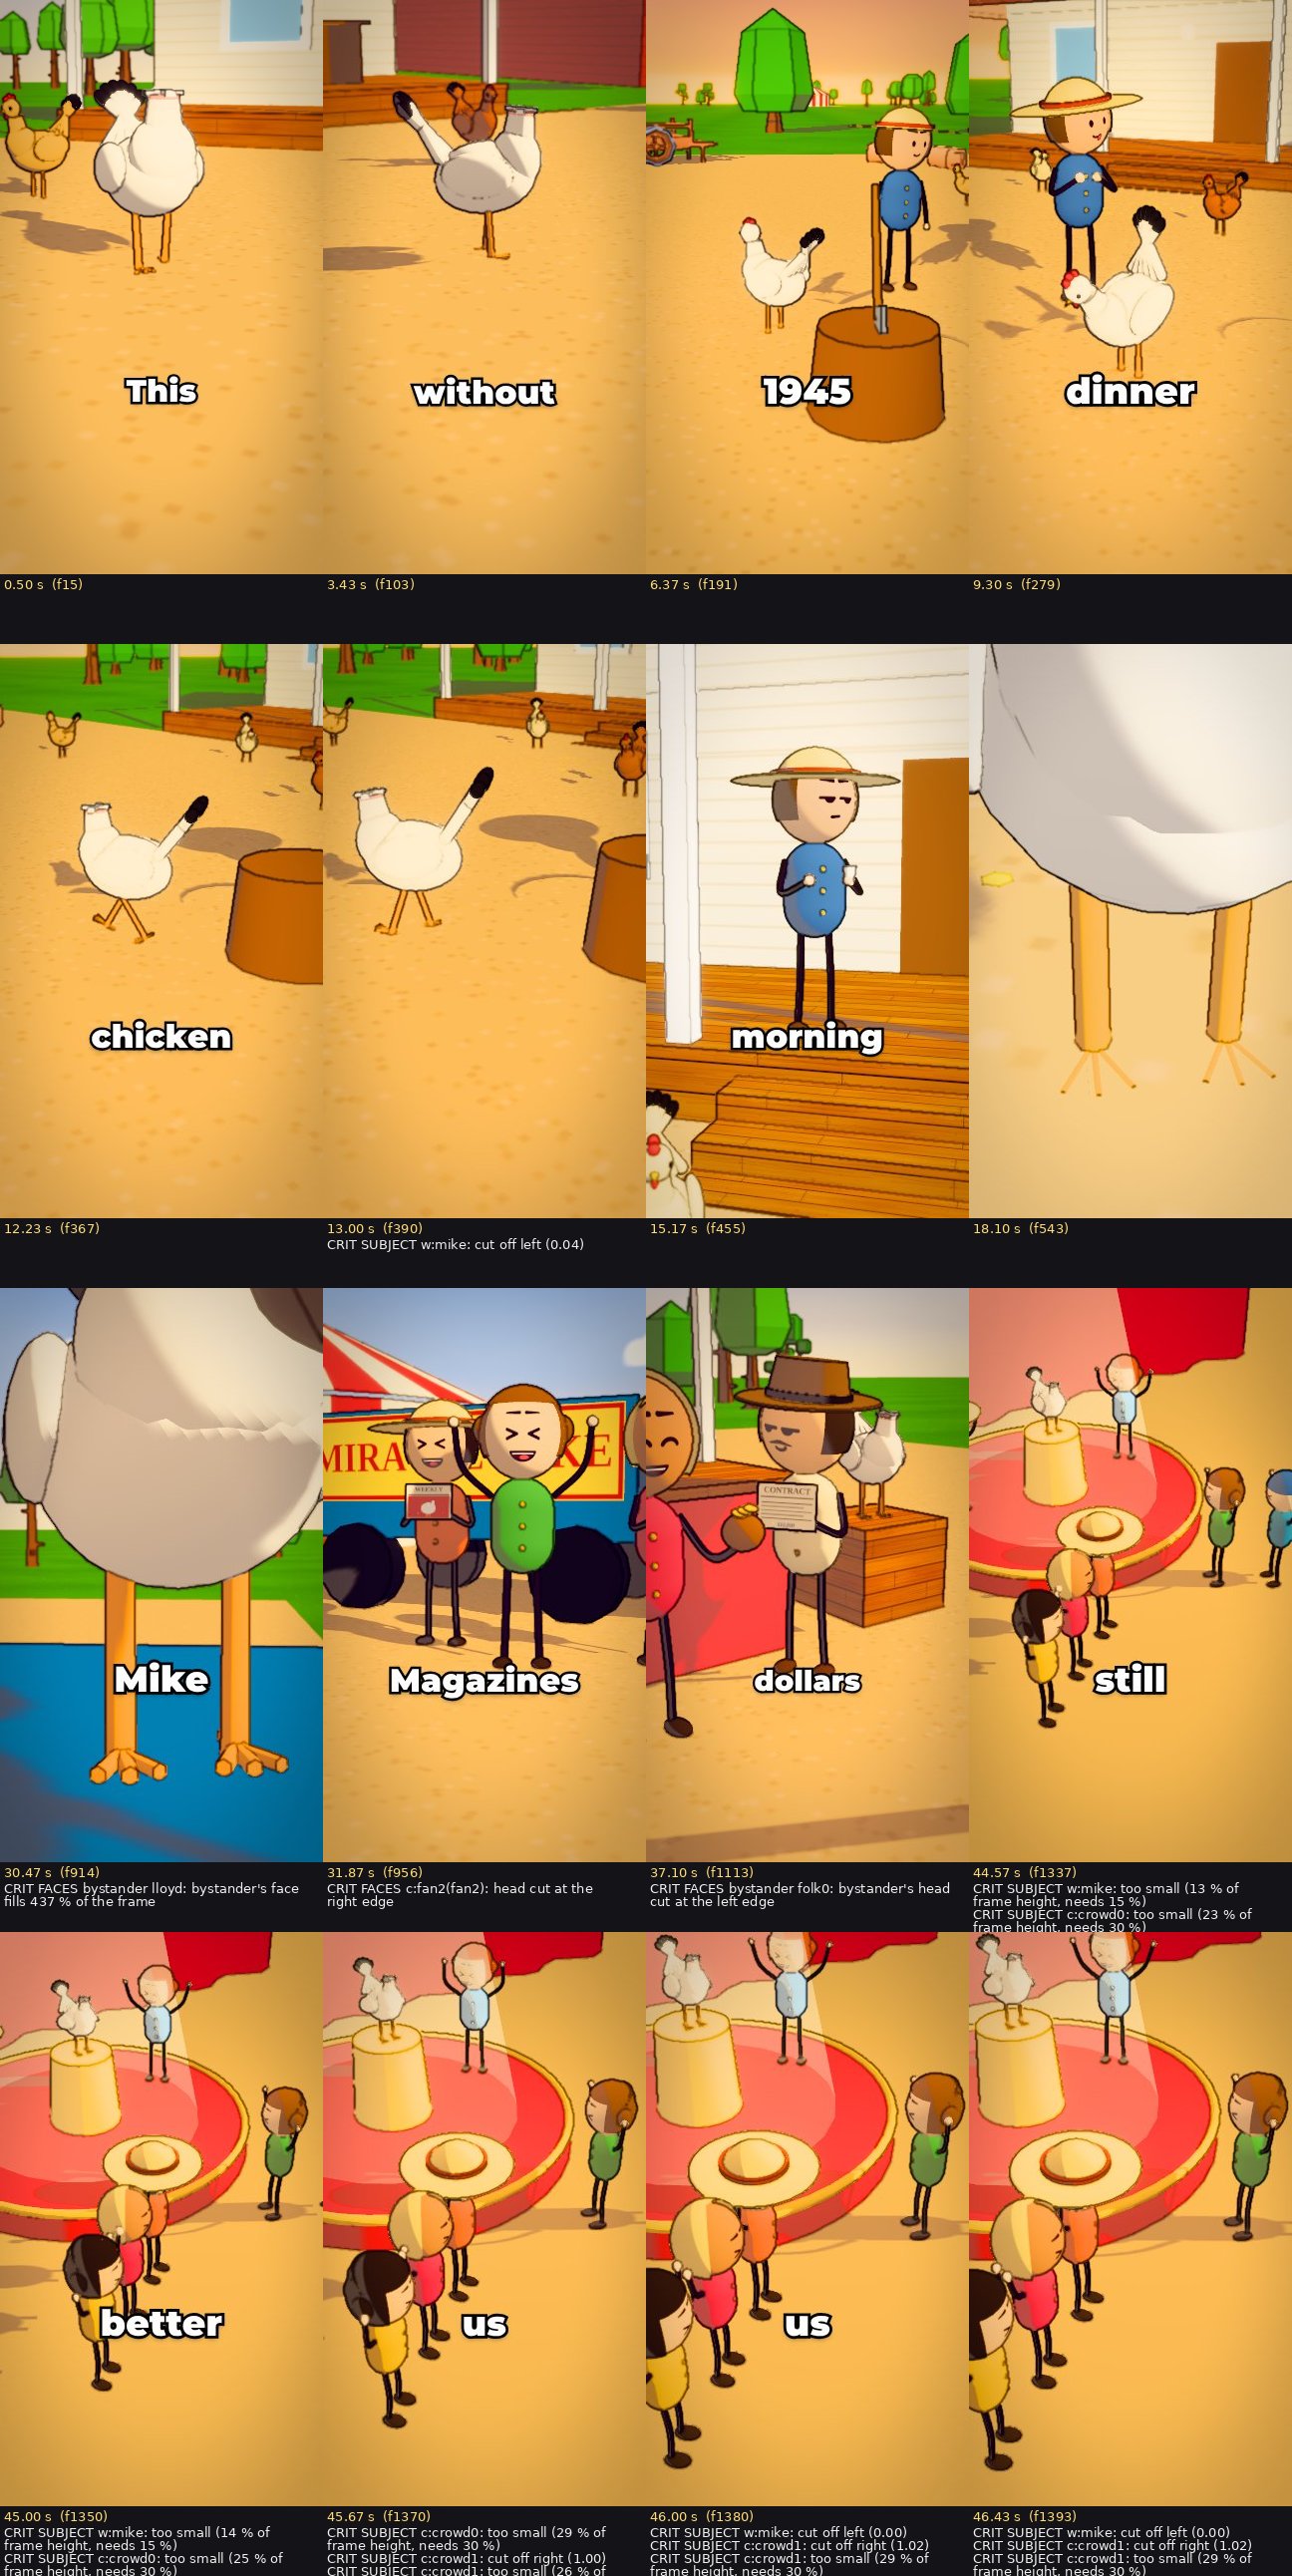 This
without
1945
dinner
0.50 s (f15)
3.43 s (f103)
6.37 s (f191)
9.30 s (f279)
chicken
morning
12.23 s (f367)
13.00 s (f390)
CRIT SUBJECT w:mike: cut off left (0.04)
15.17 s (f455)
18.10 s (f543)
MIRA
KE
WEEKLY
CONTRACT
Mike
Magazines
dollars
still
30.47 s (f914)
CRIT FACES bystander lloyd: bystander's face
fills 437 % of the frame
31.87 s (f956)
CRIT FACES c:fan2(fan2): head cut at the
right edge
37.10 s (f1113)
CRIT FACES bystander folk0: bystander's head
cut at the left edge
44.57 s (f1337)
CRIT SUBJECT w:mike: too small (13 % of
frame height, needs 15 %)
CRIT SUBJECT c:crowd0: too small (23 % of
frame height, needs 30 %)
better
us
us
45.00 s (f1350)
CRIT SUBJECT w:mike: too small (14 % of
frame height, needs 15 %)
CRIT SUBJECT c:crowd0: too small (25 % of
frame height, needs 30 %)
45.67 s (f1370)
CRIT SUBJECT c:crowd0: too small (29 % of
frame height, needs 30 %)
CRIT SUBJECT c:crowd1: cut off right (1.00)
CRIT SUBJECT c:crowd1: too small (26 % of
46.00 s (f1380)
CRIT SUBJECT w:mike: cut off left (0.00)
CRIT SUBJECT c:crowd1: cut off right (1.02)
CRIT SUBJECT c:crowd1: too small (29 % of
frame height, needs 30 %)
46.43 s (f1393)
CRIT SUBJECT w:mike: cut off left (0.00)
CRIT SUBJECT c:crowd1: cut off right (1.02)
CRIT SUBJECT c:crowd1: too small (29 % of
frame height, needs 30 %)